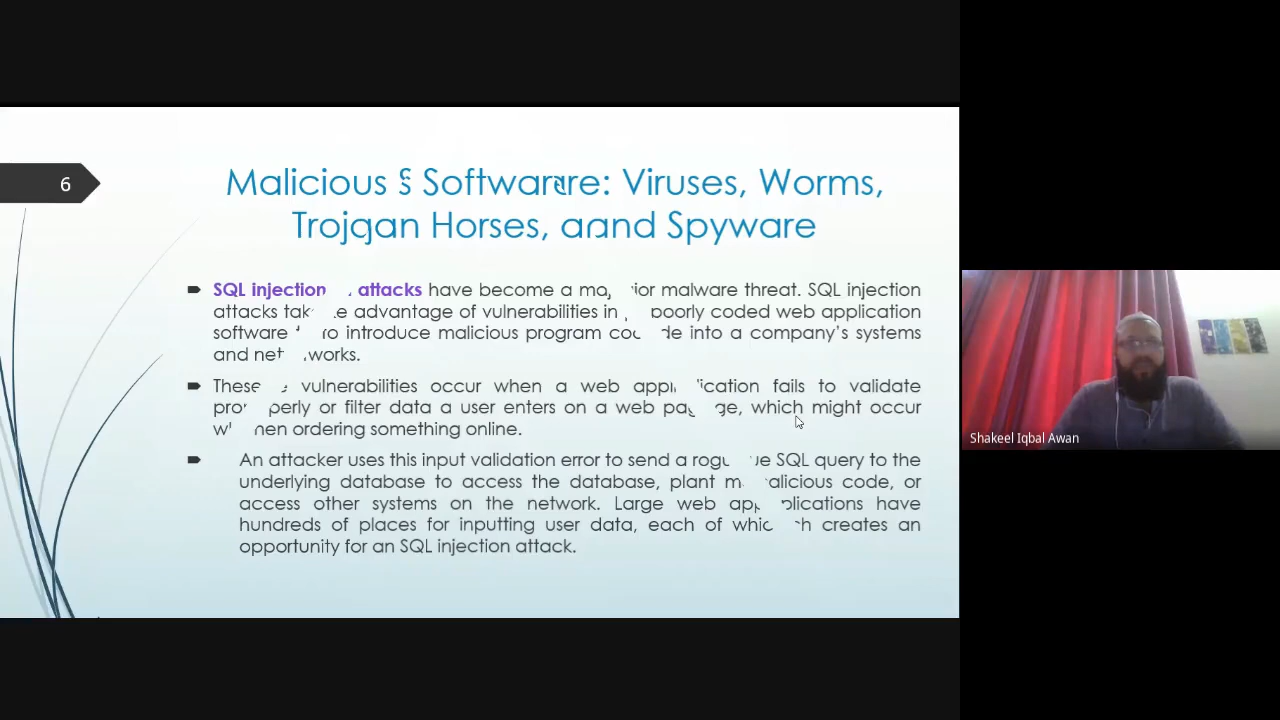 6
Malicious Software: Viruses, Worms,
Trojan Horses, and Spyware
SQL injection attacks have become a major malware threat. SQL injection
attacks take advantage of vulnerabilities in poorly coded web application
software to introduce malicious program code into a company's systems
and networks.
These vulnerabilities occur when a web application fails to validate
properly or filter data a user enters on a web page, which might occur
when ordering something online.
An attacker uses this input validation error to send a rogue SQL query to the
underlying database to access the database, plant malicious code, or
access other systems on the network. Large web applications have
hundreds of places for inputting user data, each of which creates an
opportunity for an SQL injection attack.
Shakeel Iqbal Awan